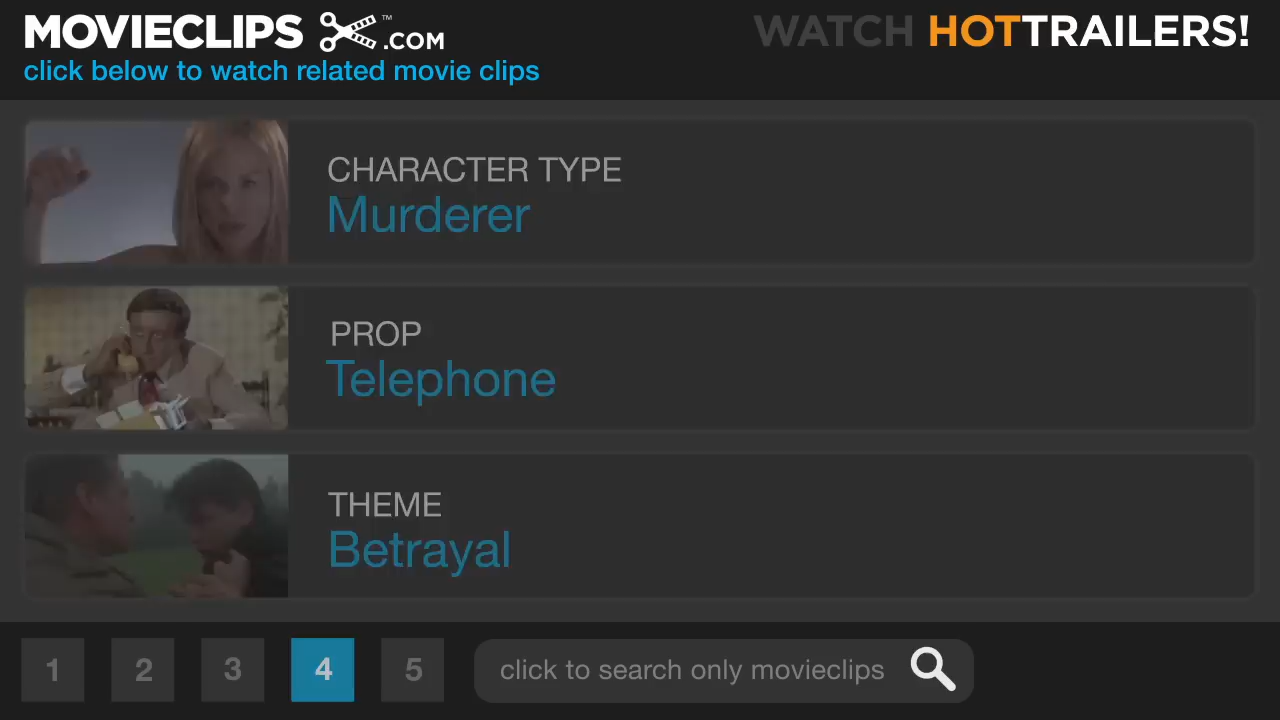 MOVIECLIPS™.COM
WATCH HOTTRAILERS!
click below to watch related movie clips
CHARACTER TYPE
Murderer
PROP
Telephone
THEME
Betrayal
1 2 3 4 5
click to search only movieclips